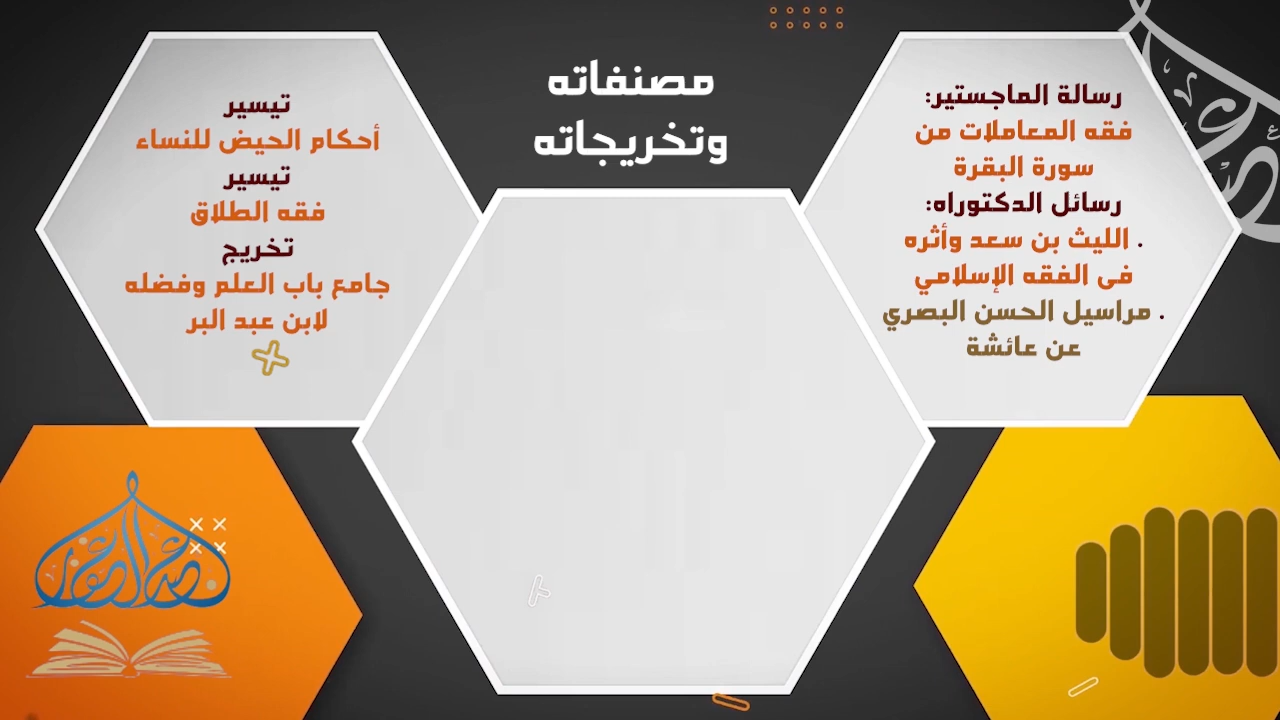 مصنفاته
وتخريجاته
رسالة الماجستير:
فقه المعاملات من
سورة البقرة
رسائل الدكتوراه:
. الليث بن سعد وأثره
فى الفقه الإسلامي
. مراسيل الحسن البصري
عن عائشة
تيسير
أحكام الحيض للنساء
تيسير
فقه الطلاق
تخريج
جامع باب العلم وفضله
لابن عبد البر